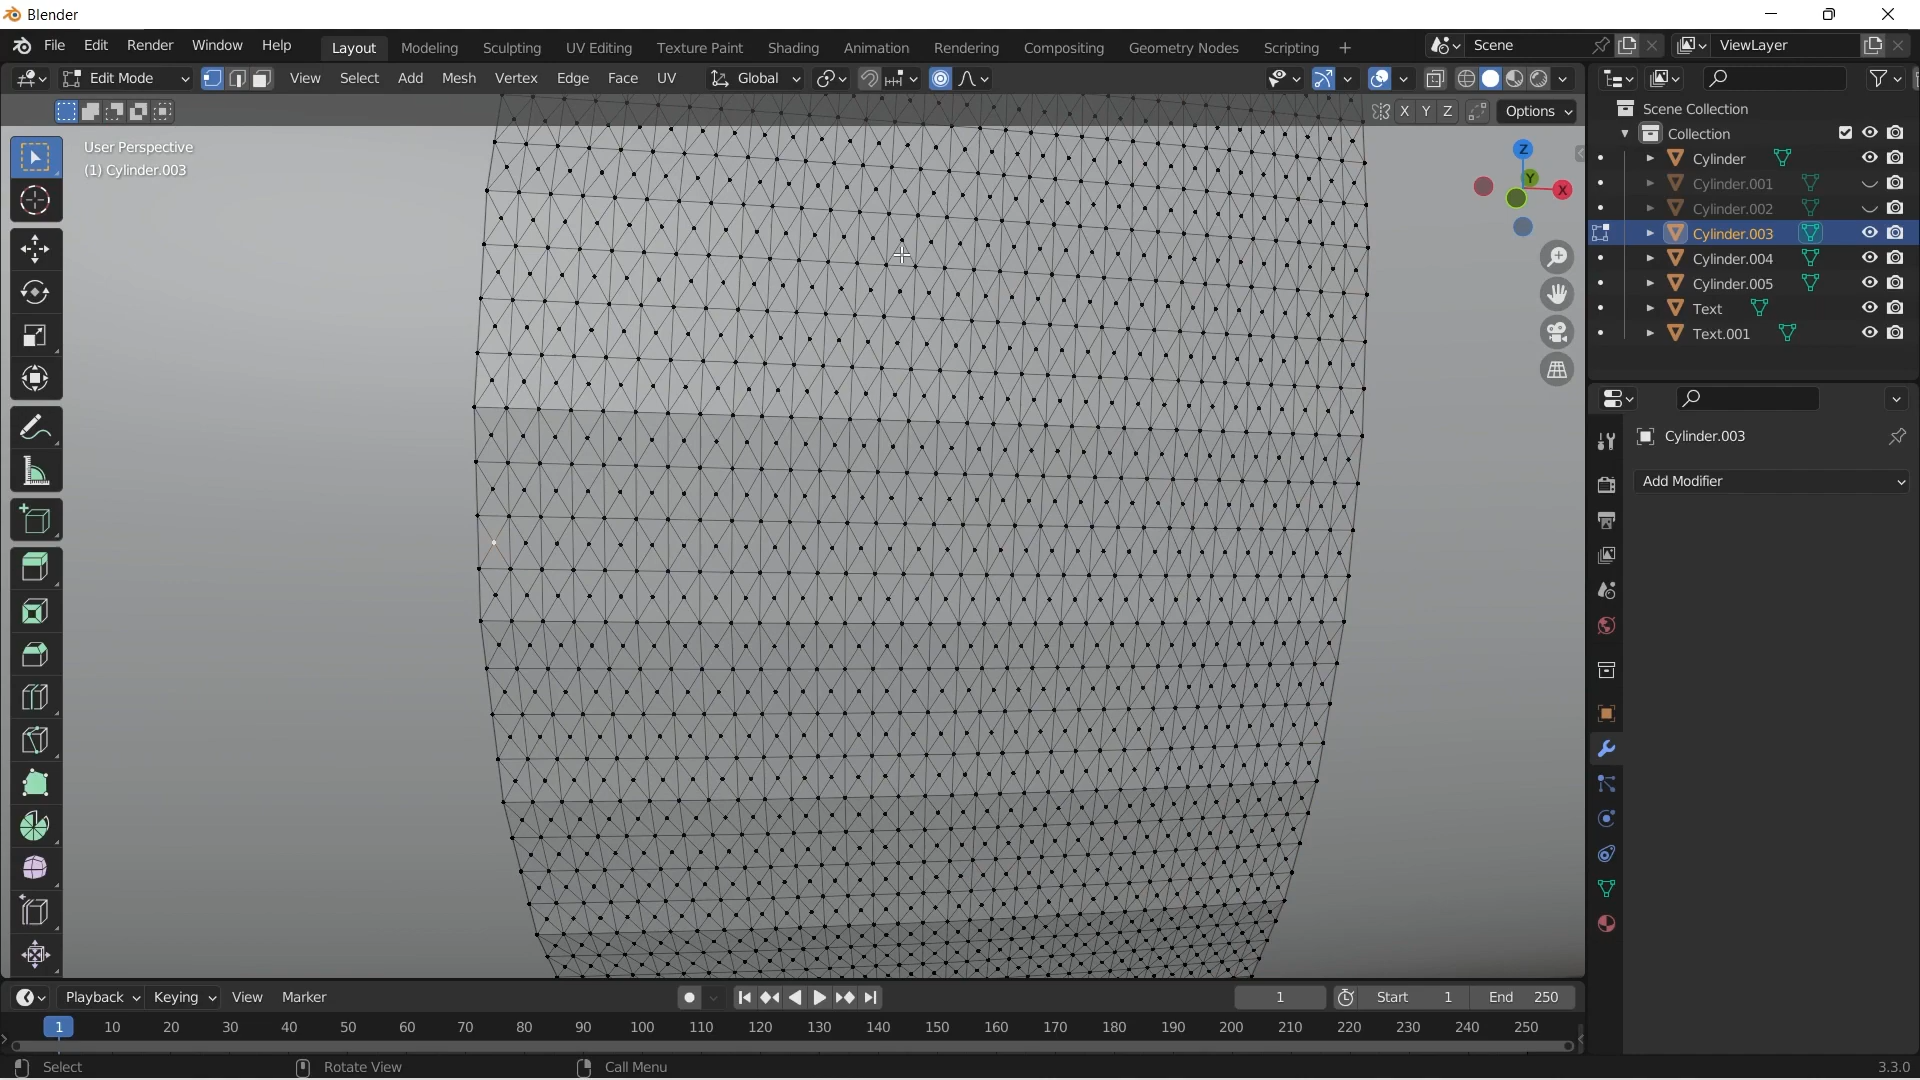 Blender
File Edit Render Window Help Layout Modeling Sculpting UV Editing Texture Paint Shading Animation Rendering Compositing Geometry Nodes Scripting + Scene ViewLayer
Edit Mode View Select Add Mesh Vertex Edge Face UV Global
X Y Z Options
User Perspective
(1) Cylinder.003
Z
Y
X
Scene Collection
Collection
Cylinder
Cylinder.001
Cylinder.002
Cylinder.003
Cylinder.004
Cylinder.005
Text
Text.001
Cylinder.003
Add Modifier
Playback Keying View Marker 1 Start 1 End 250
1 10 20 30 40 50 60 70 80 90 100 110 120 130 140 150 160 170 180 190 200 210 220 230 240 250
Select Rotate View Call Menu 3.3.0